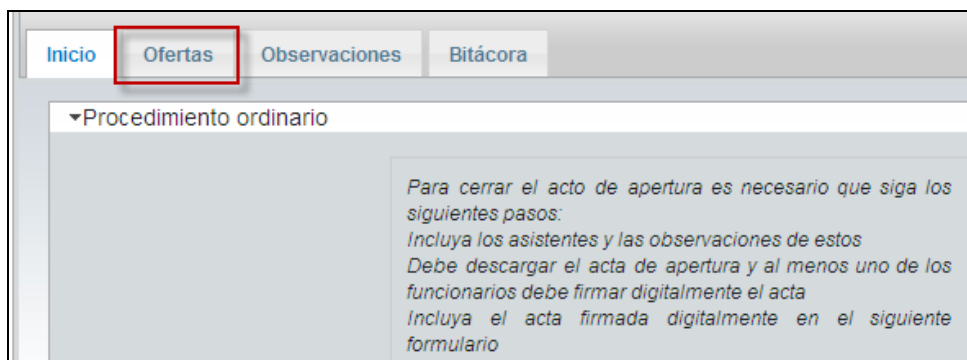 Inicio Ofertas Observaciones Bitácora
Procedimiento ordinario
Para cerrar el acto de apertura es necesario que siga los
siguientes pasos:
Incluya los asistentes y las observaciones de estos
Debe descargar el acta de apertura y al menos uno de los
funcionarios debe firmar digitalmente el acta
Incluya el acta firmada digitalmente en el siguiente
formulario